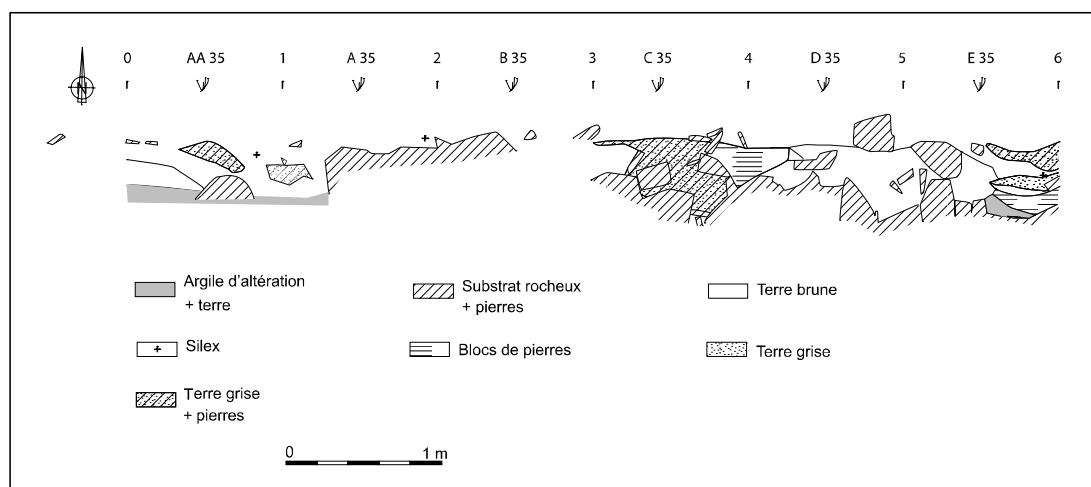 0 AA 35 1 A 35 2 B 35 3 C 35 4 D 35 5 E 35 6
N
Argile d'altération
+ terre
Substrat rocheux
+ pierres
Terre brune
Silex
Blocs de pierres
Terre grise
Terre grise
+ pierres
0 1 m